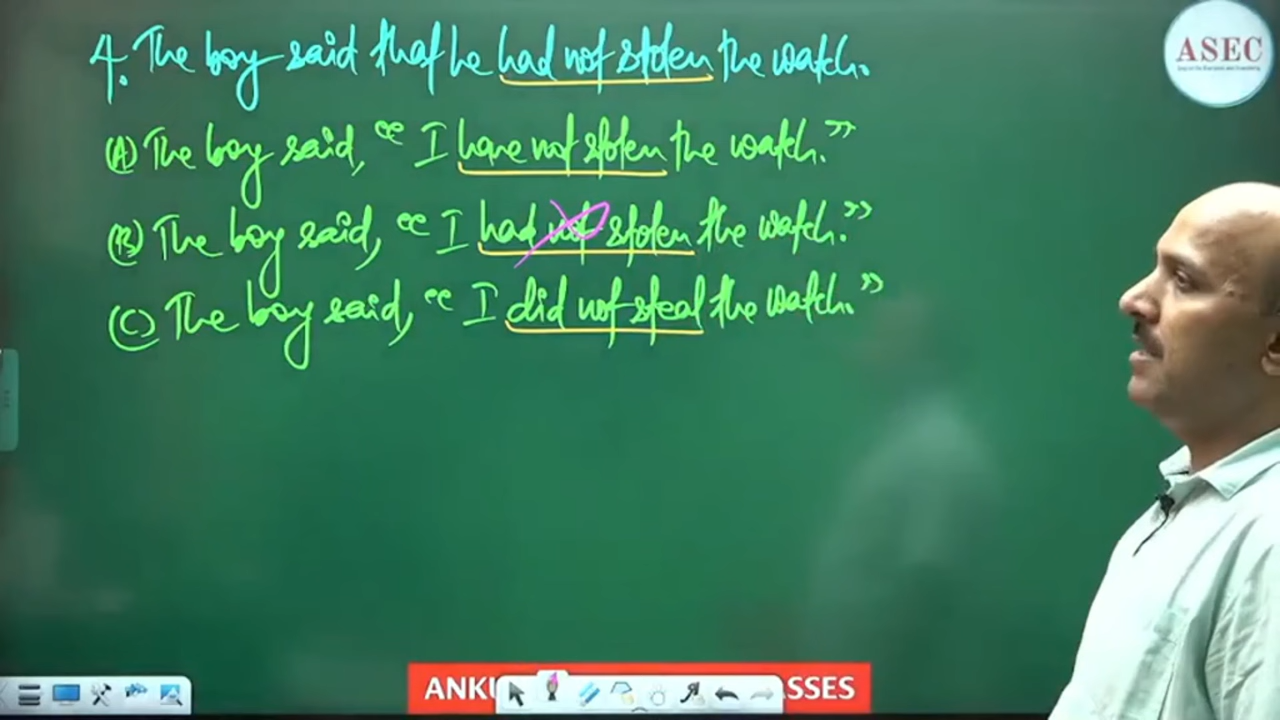 ASEC
4. The boy said that he had not stolen the watch.
(A) The boy said, "I have not stolen the watch."
(B) The boy said, "I had not stolen the watch."
(C) The boy said, "I did not steal the watch."
ANKU SSES